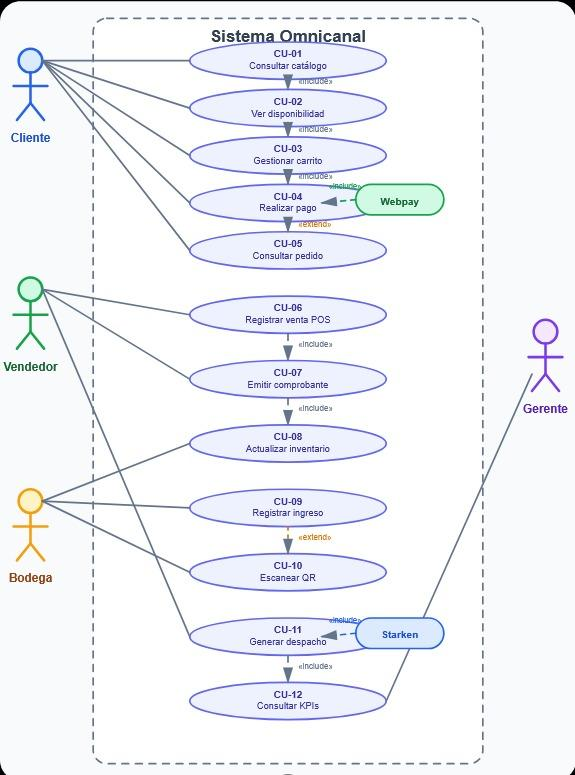 Sistema Omnicanal
CU-01
Consultar catálogo
«include»
CU-02
Ver disponibilidad
«include»
CU-03
Gestionar carrito
«include»
«include»
CU-04
Realizar pago
Webpay
«extend»
CU-05
Consultar pedido
Cliente
CU-06
Registrar venta POS
«include»
Vendedor
CU-07
Emitir comprobante
«include»
Gerente
CU-08
Actualizar inventario
CU-09
Registrar ingreso
«extend»
Bodega
CU-10
Escanear QR
«include»
CU-11
Generar despacho
Starken
«include»
CU-12
Consultar KPIs